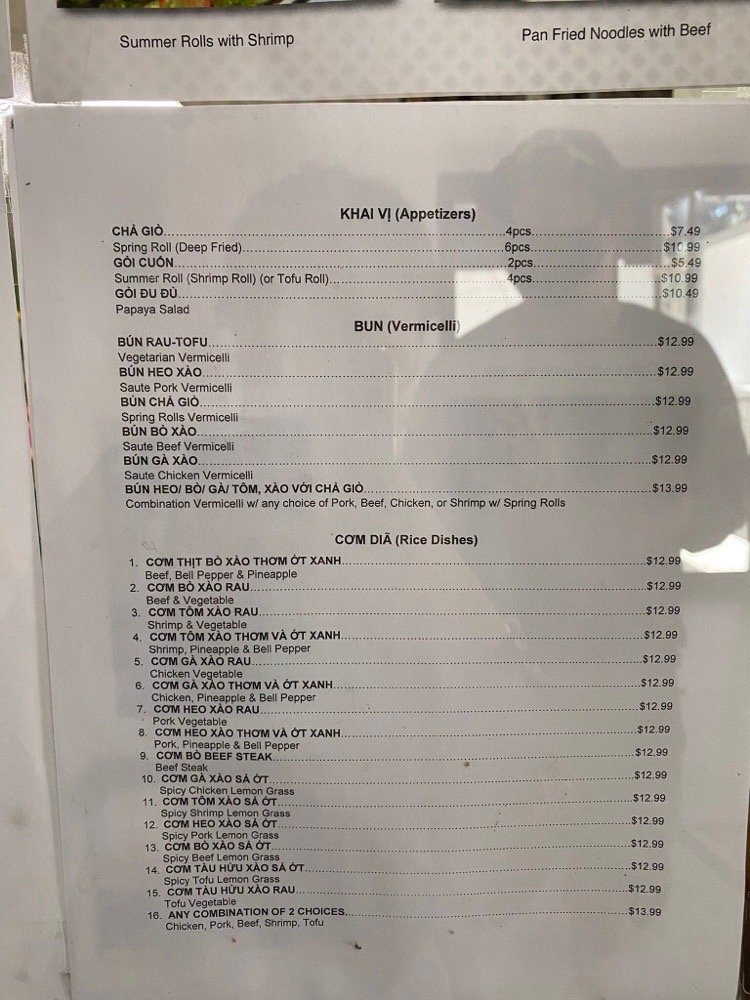 Summer Rolls with Shrimp
Pan Fried Noodles with Beef
KHAI VỊ (Appetizers)
CHẢ GIÒ 4pcs $7.49
Spring Roll (Deep Fried) 6pcs $10.99
GỎI CUỐN 2pcs $5.49
Summer Roll (Shrimp Roll) (or Tofu Roll) 4pcs $10.99
GỎI ĐU ĐỦ $10.49
Papaya Salad
BUN (Vermicelli)
BÚN RAU-TOFU $12.99
Vegetarian Vermicelli
BÚN HEO XÀO $12.99
Saute Pork Vermicelli
BÚN CHẢ GIÒ $12.99
Spring Rolls Vermicelli
BÚN BÒ XÀO $12.99
Saute Beef Vermicelli
BÚN GÀ XÀO $12.99
Saute Chicken Vermicelli
BÚN HEO/ BÒ/ GÀ/ TÔM, XÀO VỚI CHẢ GIÒ $13.99
Combination Vermicelli w/ any choice of Pork, Beef, Chicken, or Shrimp w/ Spring Rolls
CƠM DIÃ (Rice Dishes)
1. CƠM THỊT BÒ XÀO THƠM ỚT XANH $12.99
Beef, Bell Pepper & Pineapple
2. CƠM BÒ XÀO RAU $12.99
Beef & Vegetable
3. CƠM TÔM XÀO RAU $12.99
Shrimp & Vegetable
4. CƠM TÔM XÀO THƠM VÀ ỚT XANH $12.99
Shrimp, Pineapple & Bell Pepper
5. CƠM GÀ XÀO RAU $12.99
Chicken Vegetable
6. CƠM GÀ XÀO THƠM VÀ ỚT XANH $12.99
Chicken, Pineapple & Bell Pepper
7. CƠM HEO XÀO RAU $12.99
Pork Vegetable
8. CƠM HEO XÀO THƠM VÀ ỚT XANH $12.99
Pork, Pineapple & Bell Pepper
9. CƠM BÒ BEEF STEAK $12.99
Beef Steak
10. CƠM GÀ XÀO SẢ ỚT $12.99
Spicy Chicken Lemon Grass
11. CƠM TÔM XÀO SẢ ỚT $12.99
Spicy Shrimp Lemon Grass
12. CƠM HEO XÀO SẢ ỚT $12.99
Spicy Pork Lemon Grass
13. CƠM BÒ XÀO SẢ ỚT $12.99
Spicy Beef Lemon Grass
14. CƠM TÀU HỮU XÀO SẢ ỚT $12.99
Spicy Tofu Lemon Grass
15. CƠM TÀU HỮU XÀO RAU $12.99
Tofu Vegetable
16. ANY COMBINATION OF 2 CHOICES $13.99
Chicken, Pork, Beef, Shrimp, Tofu